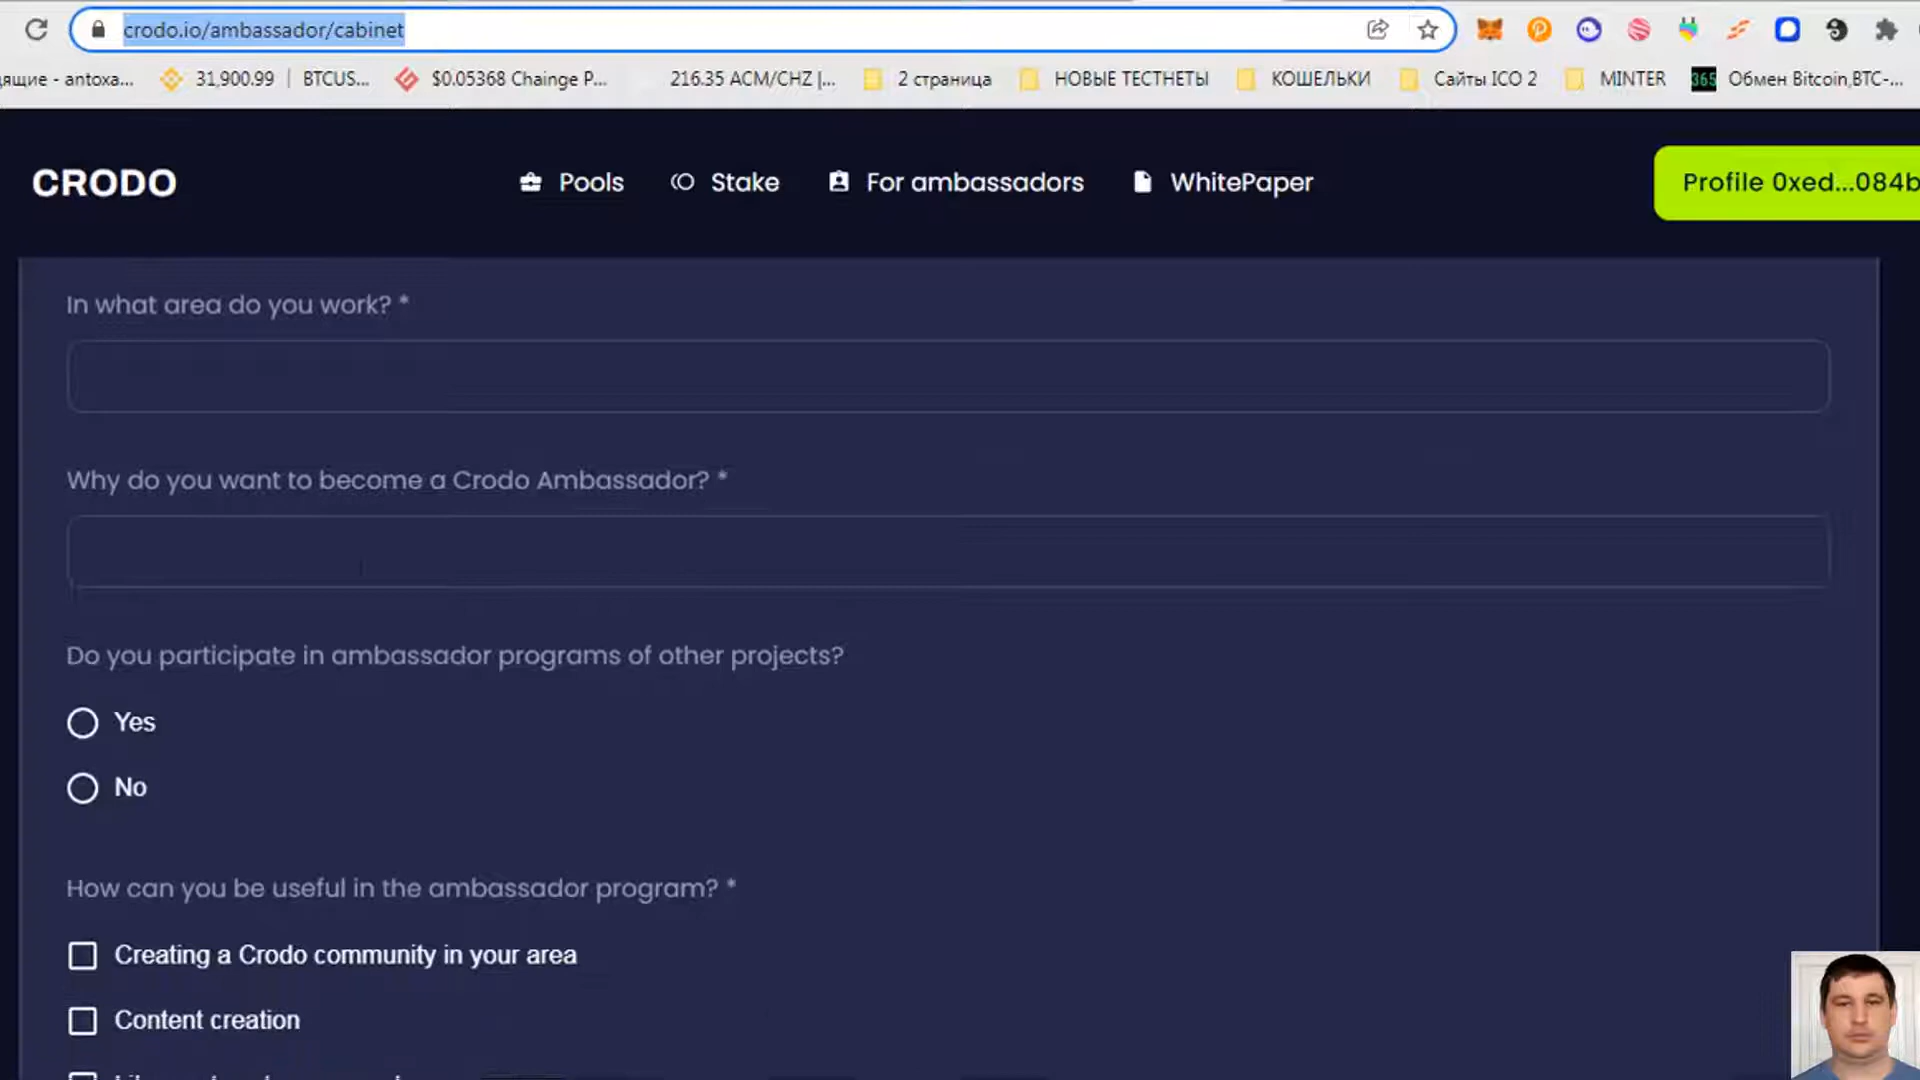 crodo.io/ambassador/cabinet
ящие - antoxa... 31,900.99 | BTCUS... $0.05368 Chainge P... 216.35 ACM/CHZ |... 2 страница НОВЫЕ ТЕСТНЕТЫ КОШЕЛЬКИ Сайты ICO 2 MINTER 365 Обмен Bitcoin,BTC-...
CRODO Pools Stake For ambassadors WhitePaper Profile 0xed...084b
In what area do you work? *
Why do you want to become a Crodo Ambassador? *
Do you participate in ambassador programs of other projects?
Yes
No
How can you be useful in the ambassador program? *
Creating a Crodo community in your area
Content creation